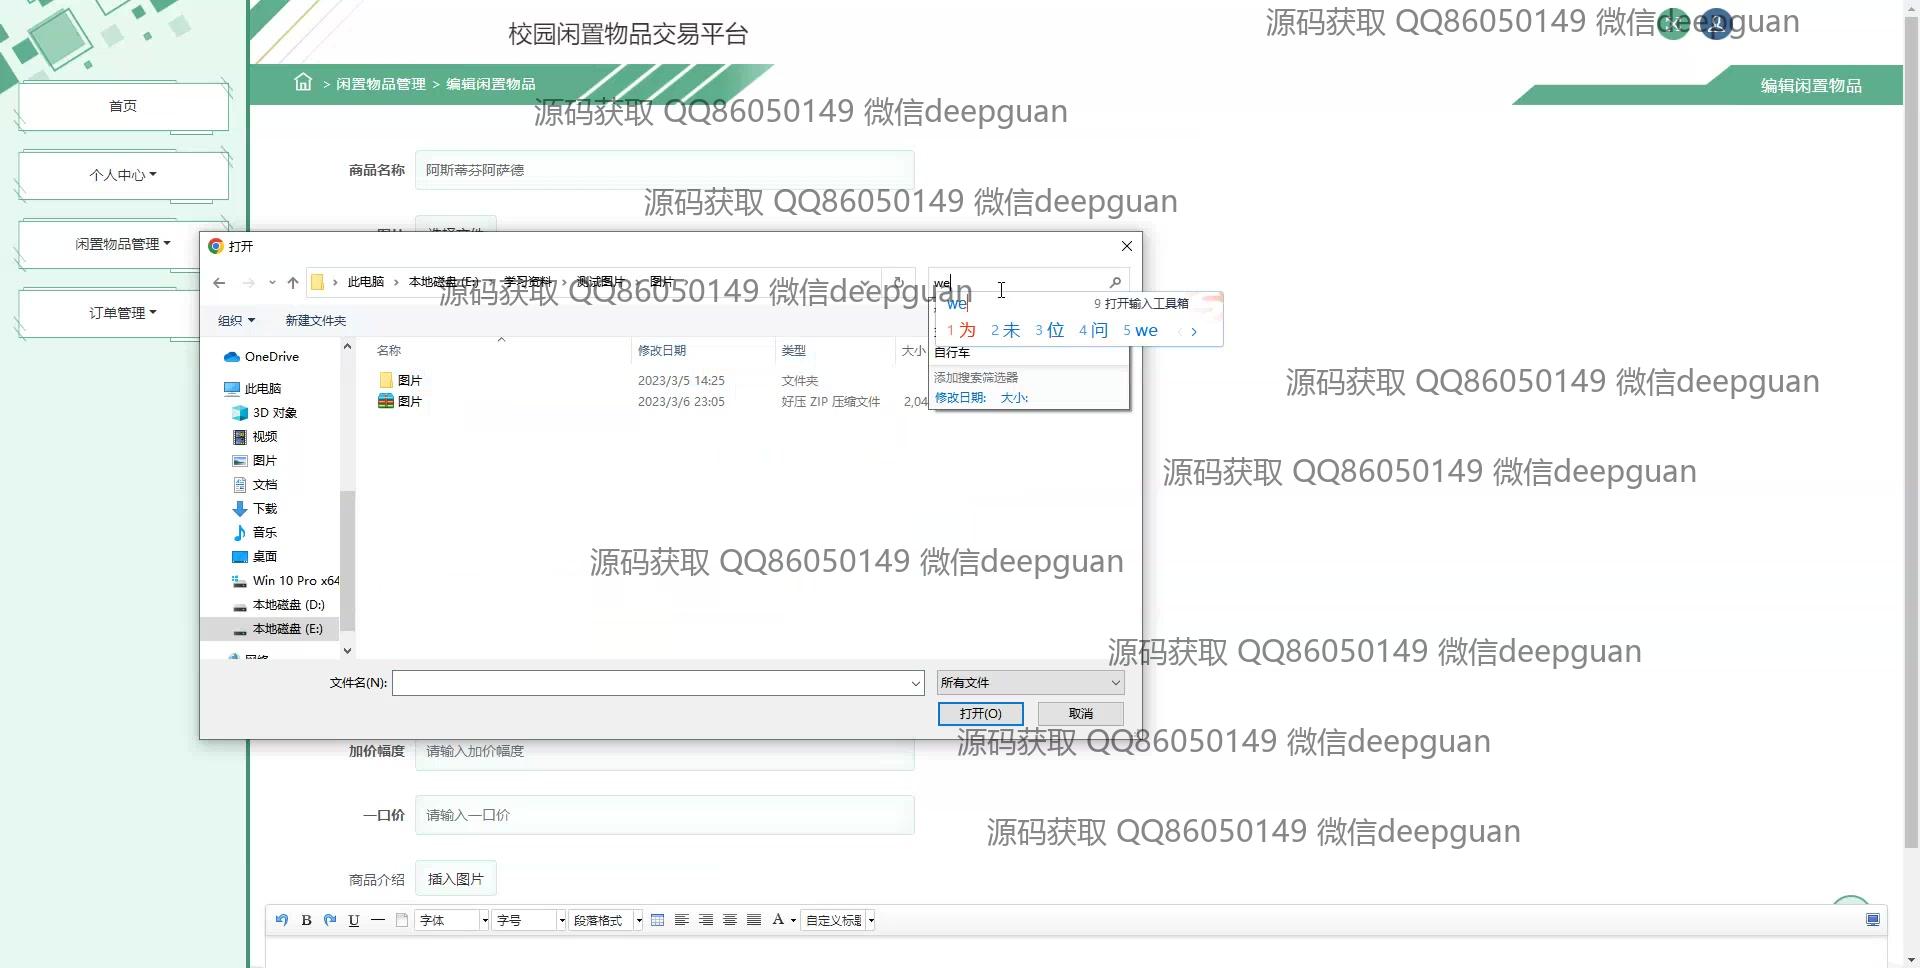 校园闲置物品交易平台
源码获取 QQ86050149 微信deepguan
> 闲置物品管理 > 编辑闲置物品
编辑闲置物品
源码获取 QQ86050149 微信deepguan
首页
个人中心
闲置物品管理
订单管理
商品名称
阿斯蒂芬阿萨德
源码获取 QQ86050149 微信deepguan
打开
此电脑 › 本地磁盘 (E:) › 学习资料 › 测试图片 › 图片
we
源码获取 QQ86050149 微信deepguan
we
9 打开输入工具箱
1 为 2 未 3 位 4 问 5 we
组织
新建文件夹
自行车
添加搜索筛选器
修改日期: 大小:
名称 修改日期 类型 大小
图片 2023/3/5 14:25 文件夹
图片 2023/3/6 23:05 好压 ZIP 压缩文件 2,04
OneDrive
此电脑
3D 对象
视频
图片
文档
下载
音乐
桌面
Win 10 Pro x64
本地磁盘 (D:)
本地磁盘 (E:)
源码获取 QQ86050149 微信deepguan
源码获取 QQ86050149 微信deepguan
源码获取 QQ86050149 微信deepguan
源码获取 QQ86050149 微信deepguan
文件名(N):
所有文件
打开(O)
取消
源码获取 QQ86050149 微信deepguan
加价幅度
请输入加价幅度
一口价
请输入一口价
源码获取 QQ86050149 微信deepguan
商品介绍
插入图片
B U 字体 字号 段落格式 A 自定义标题